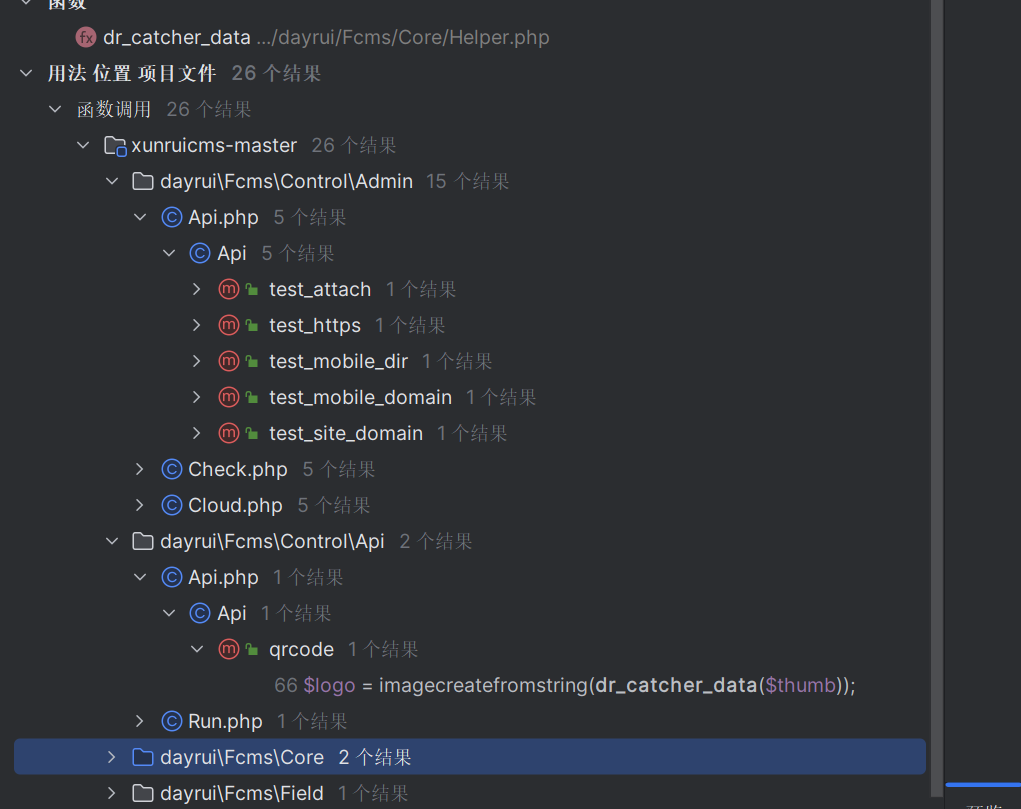 函数
dr_catcher_data .../dayrui/Fcms/Core/Helper.php
用法 位置 项目文件 26 个结果
函数调用 26 个结果
xunruicms-master 26 个结果
dayrui\Fcms\Control\Admin 15 个结果
Api.php 5 个结果
Api 5 个结果
test_attach 1 个结果
test_https 1 个结果
test_mobile_dir 1 个结果
test_mobile_domain 1 个结果
test_site_domain 1 个结果
Check.php 5 个结果
Cloud.php 5 个结果
dayrui\Fcms\Control\Api 2 个结果
Api.php 1 个结果
Api 1 个结果
qrcode 1 个结果
66 $logo = imagecreatefromstring(dr_catcher_data($thumb));
Run.php 1 个结果
dayrui\Fcms\Core 2 个结果
dayrui\Fcms\Field 1 个结果